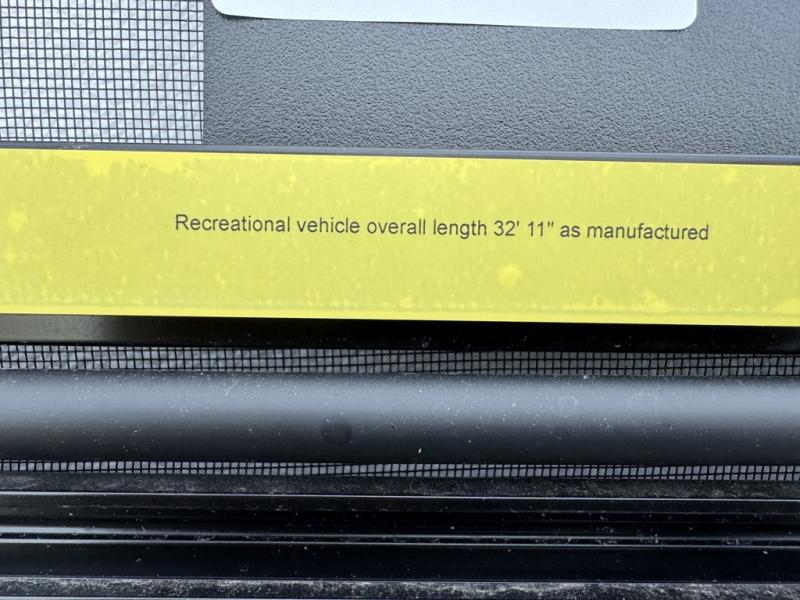 Recreational vehicle overall length 32' 11" as manufactured